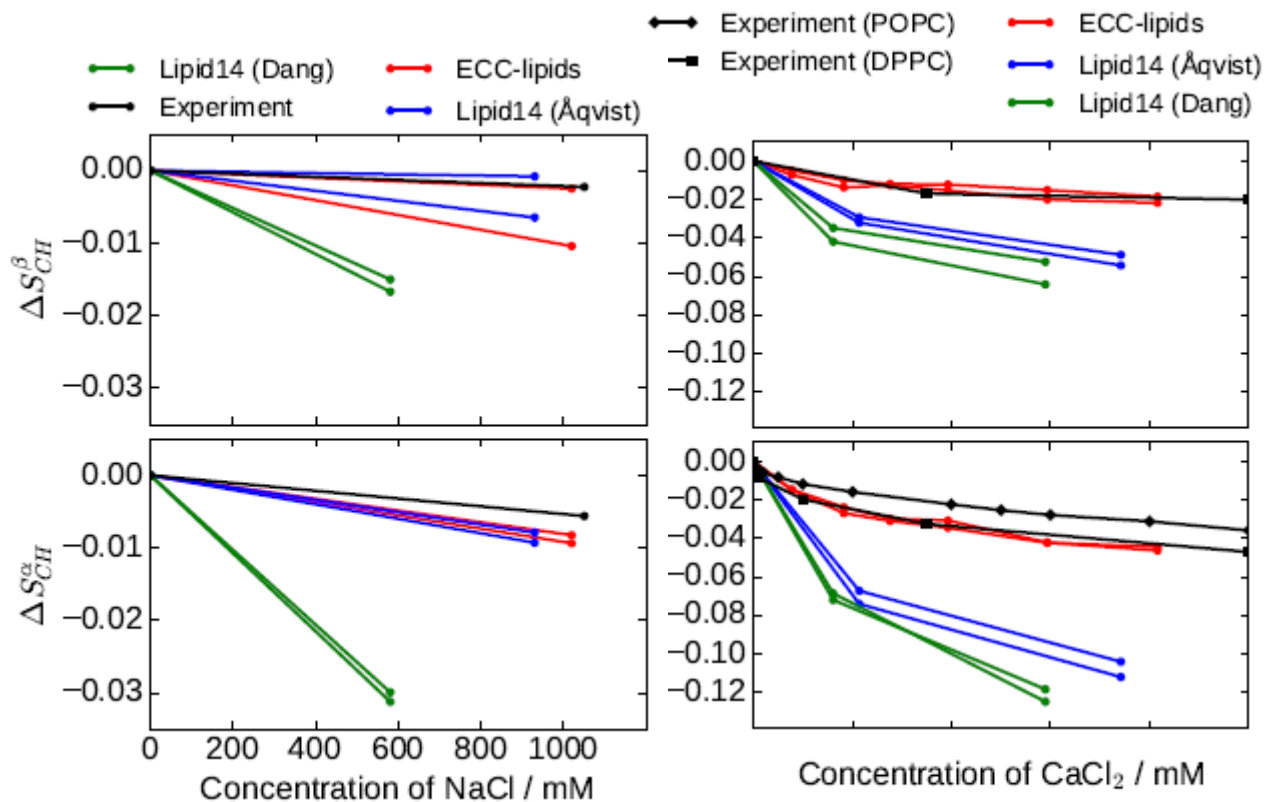 Lipid14 (Dang)
Experiment
ECC-lipids
Lipid14 (Åqvist)
Experiment (POPC)
Experiment (DPPC)
ECC-lipids
Lipid14 (Åqvist)
Lipid14 (Dang)
ΔS^β_CH
0.00
−0.01
−0.02
−0.03
0.00
−0.02
−0.04
−0.06
−0.08
−0.10
−0.12
ΔS^α_CH
0.00
−0.01
−0.02
−0.03
0.00
−0.02
−0.04
−0.06
−0.08
−0.10
−0.12
0 200 400 600 800 1000
Concentration of NaCl / mM
Concentration of CaCl₂ / mM